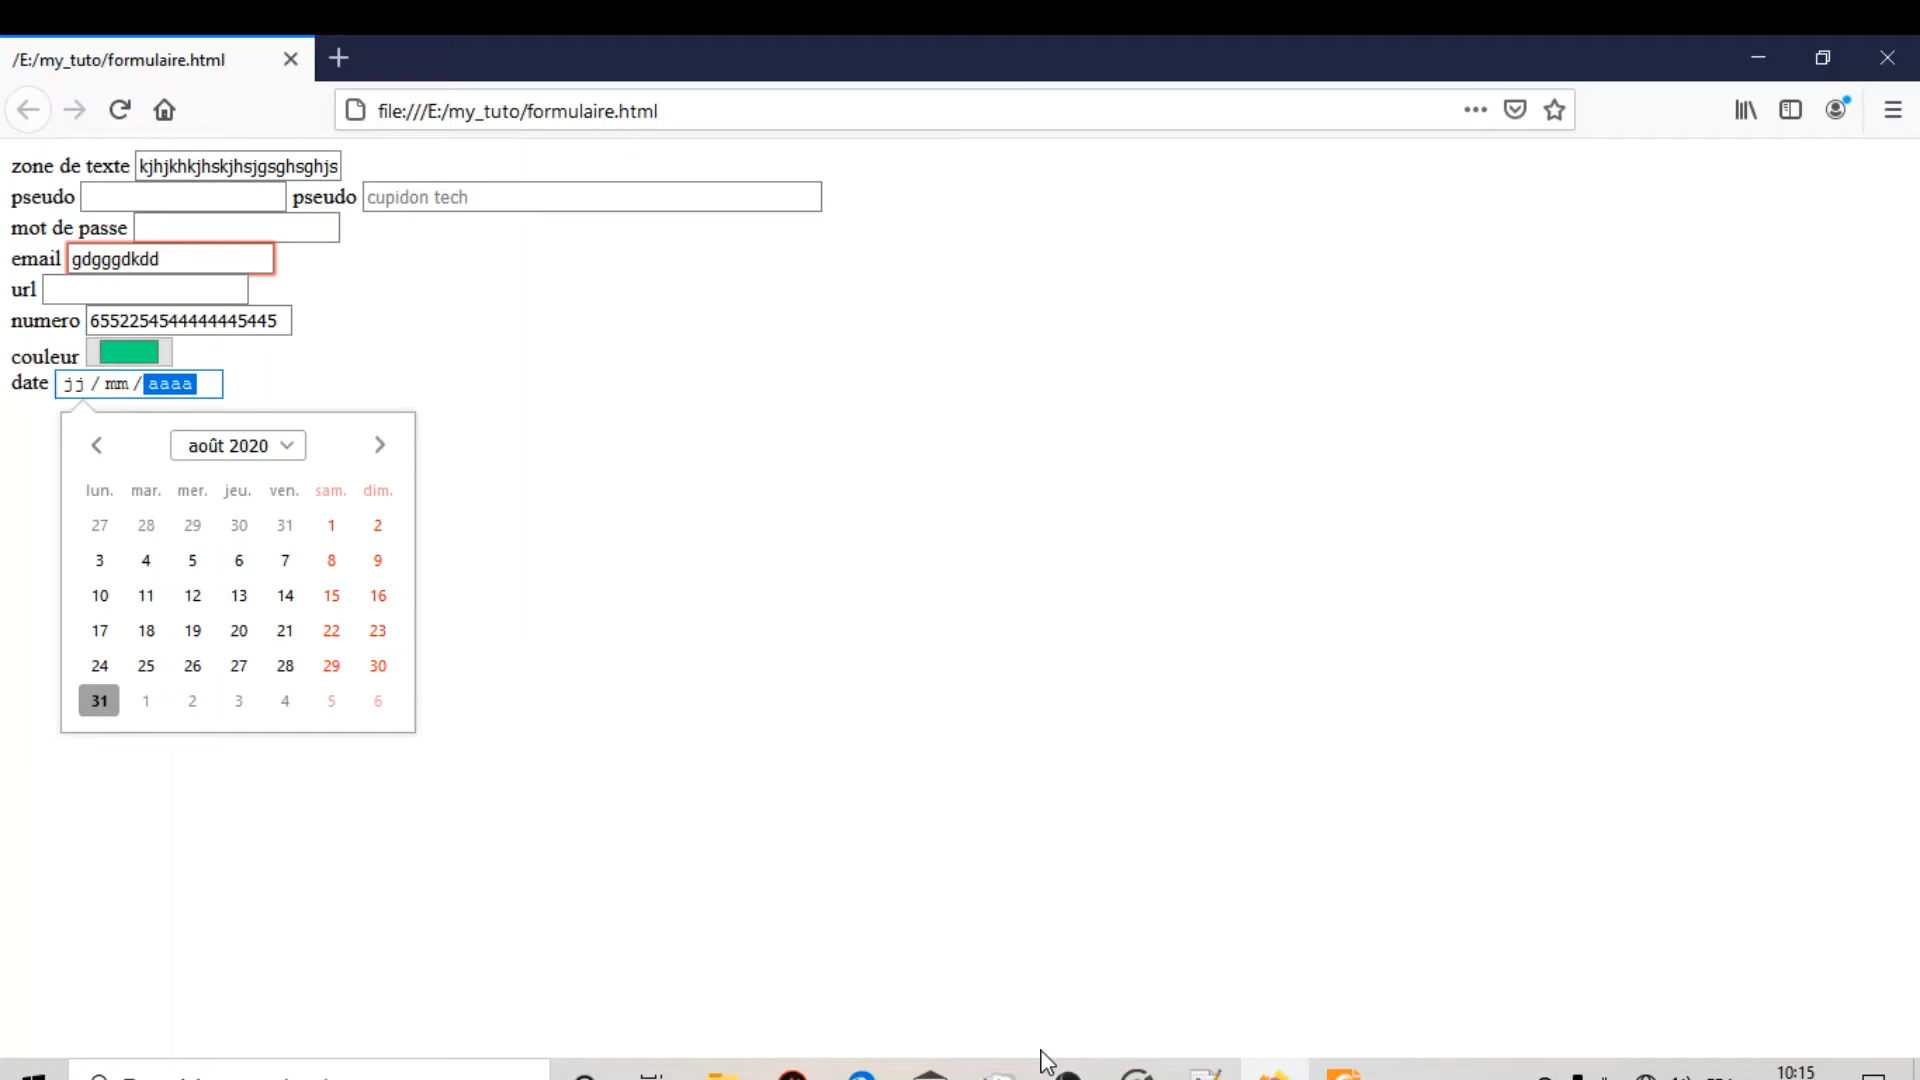 /E:/my_tuto/formulaire.html
file:///E:/my_tuto/formulaire.html
zone de texte kjhjkhkjhskjhsjgsghsghjs
pseudo pseudo cupidon tech
mot de passe
email gdgggdkdd
url
numero 6552254544444445445
couleur
date jj / mm / aaaa
août 2020
lun. mar. mer. jeu. ven. sam. dim.
27 28 29 30 31 1 2
3 4 5 6 7 8 9
10 11 12 13 14 15 16
17 18 19 20 21 22 23
24 25 26 27 28 29 30
31 1 2 3 4 5 6
10:15